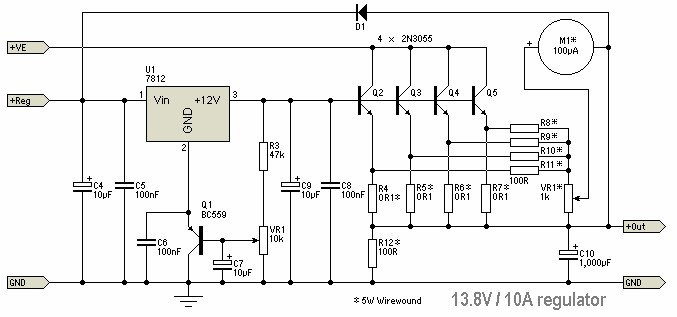 D1
+VE
4 x 2N3055
M1*
100µA
U1
7812
+Reg
1
Vin
+12V
3
GND
2
Q2
Q3
Q4
Q5
R8*
R9*
R10*
R11*
100R
R3
47k
C4
10µF
C5
100nF
C9
10µF
C8
100nF
R4
0R1*
R5*
0R1
R6*
0R1
R7*
0R1
VR1*
1k
Q1
BC559
VR1
10k
C6
100nF
C7
10µF
R12*
100R
+Out
C10
1,000µF
GND
GND
* 5W Wirewound
13.8V / 10A regulator